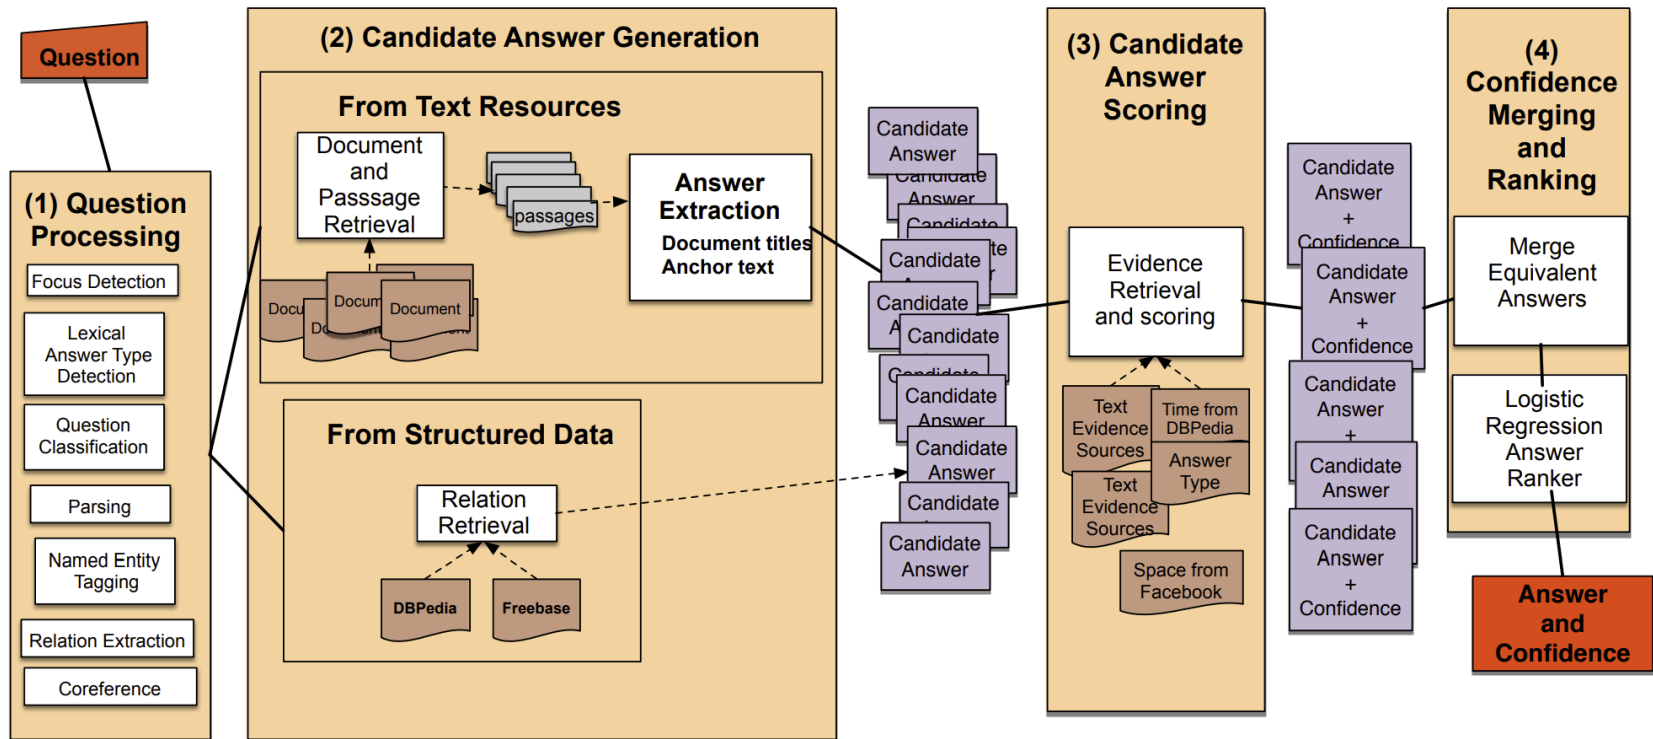 Question
(1) Question
Processing
Focus Detection
Lexical
Answer Type
Detection
Question
Classification
Parsing
Named Entity
Tagging
Relation Extraction
Coreference
(2) Candidate Answer Generation
From Text Resources
Document
and
Passsage
Retrieval
passages
Answer
Extraction
Document titles
Anchor text
Docum
Document
From Structured Data
Relation
Retrieval
DBPedia
Freebase
Candidate
Answer
Candidate
Answer
Candidate
Candidate
Candidate
Candidate
Candidate
Candidate
Answer
Candidate
Answer
Candidate
Candidate
Answer
(3) Candidate
Answer
Scoring
Evidence
Retrieval
and scoring
Text
Evidence
Sources
Time from
DBPedia
Answer
Type
Text
Evidence
Sources
Space from
Facebook
Candidate
Answer
+
Confidence
Candidate
Answer
+
Confidence
Candidate
Answer
+
Candidate
Answer
Candidate
Answer
+
Confidence
(4)
Confidence
Merging
and
Ranking
Merge
Equivalent
Answers
Logistic
Regression
Answer
Ranker
Answer
and
Confidence